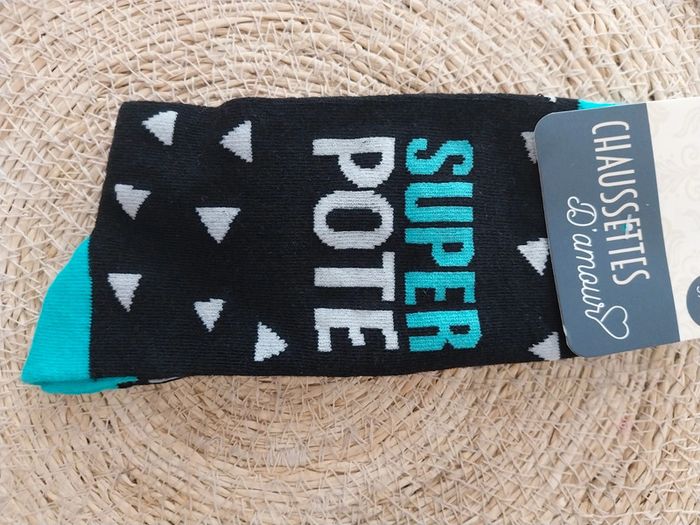 SUPER
POTE
CHAUSSETTES
D'amour